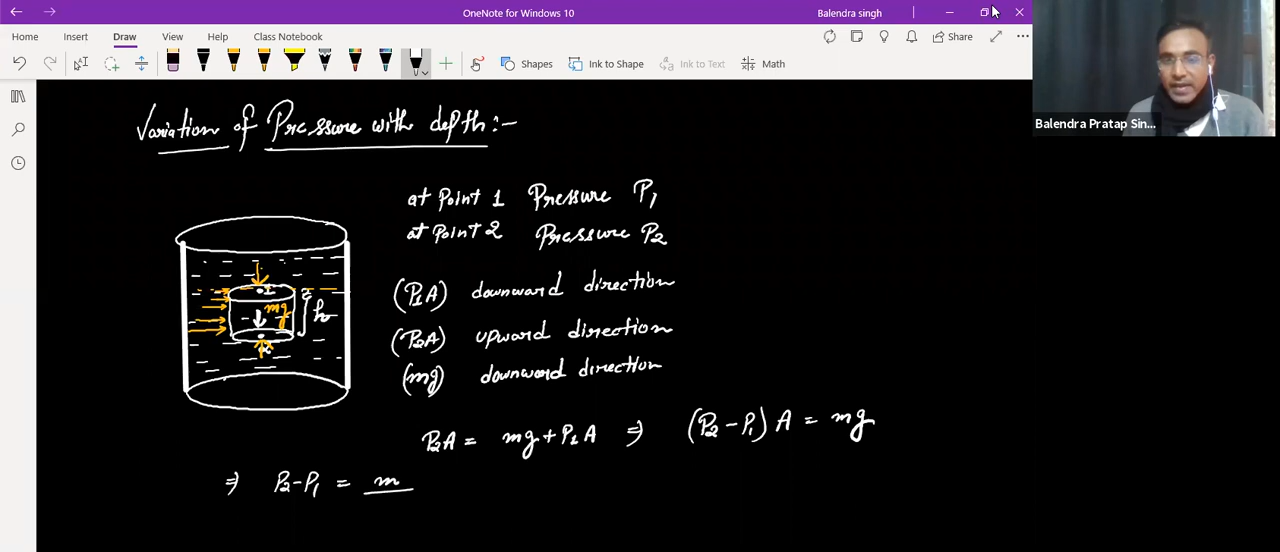 OneNote for Windows 10
Balendra singh
Home Insert Draw View Help Class Notebook Share
Shapes Ink to Shape Ink to Text Math
Balendra Pratap Sin...
Variation of Pressure with depth:-
at Point 1 Pressure P1
at Point 2 Pressure P2
(P1A) downward direction
(P2A) upward direction
(mg) downward direction
1
mg
h
2
P2A = mg + P1A ⇒ (P2 - P1) A = mg
⇒ P2 - P1 = m